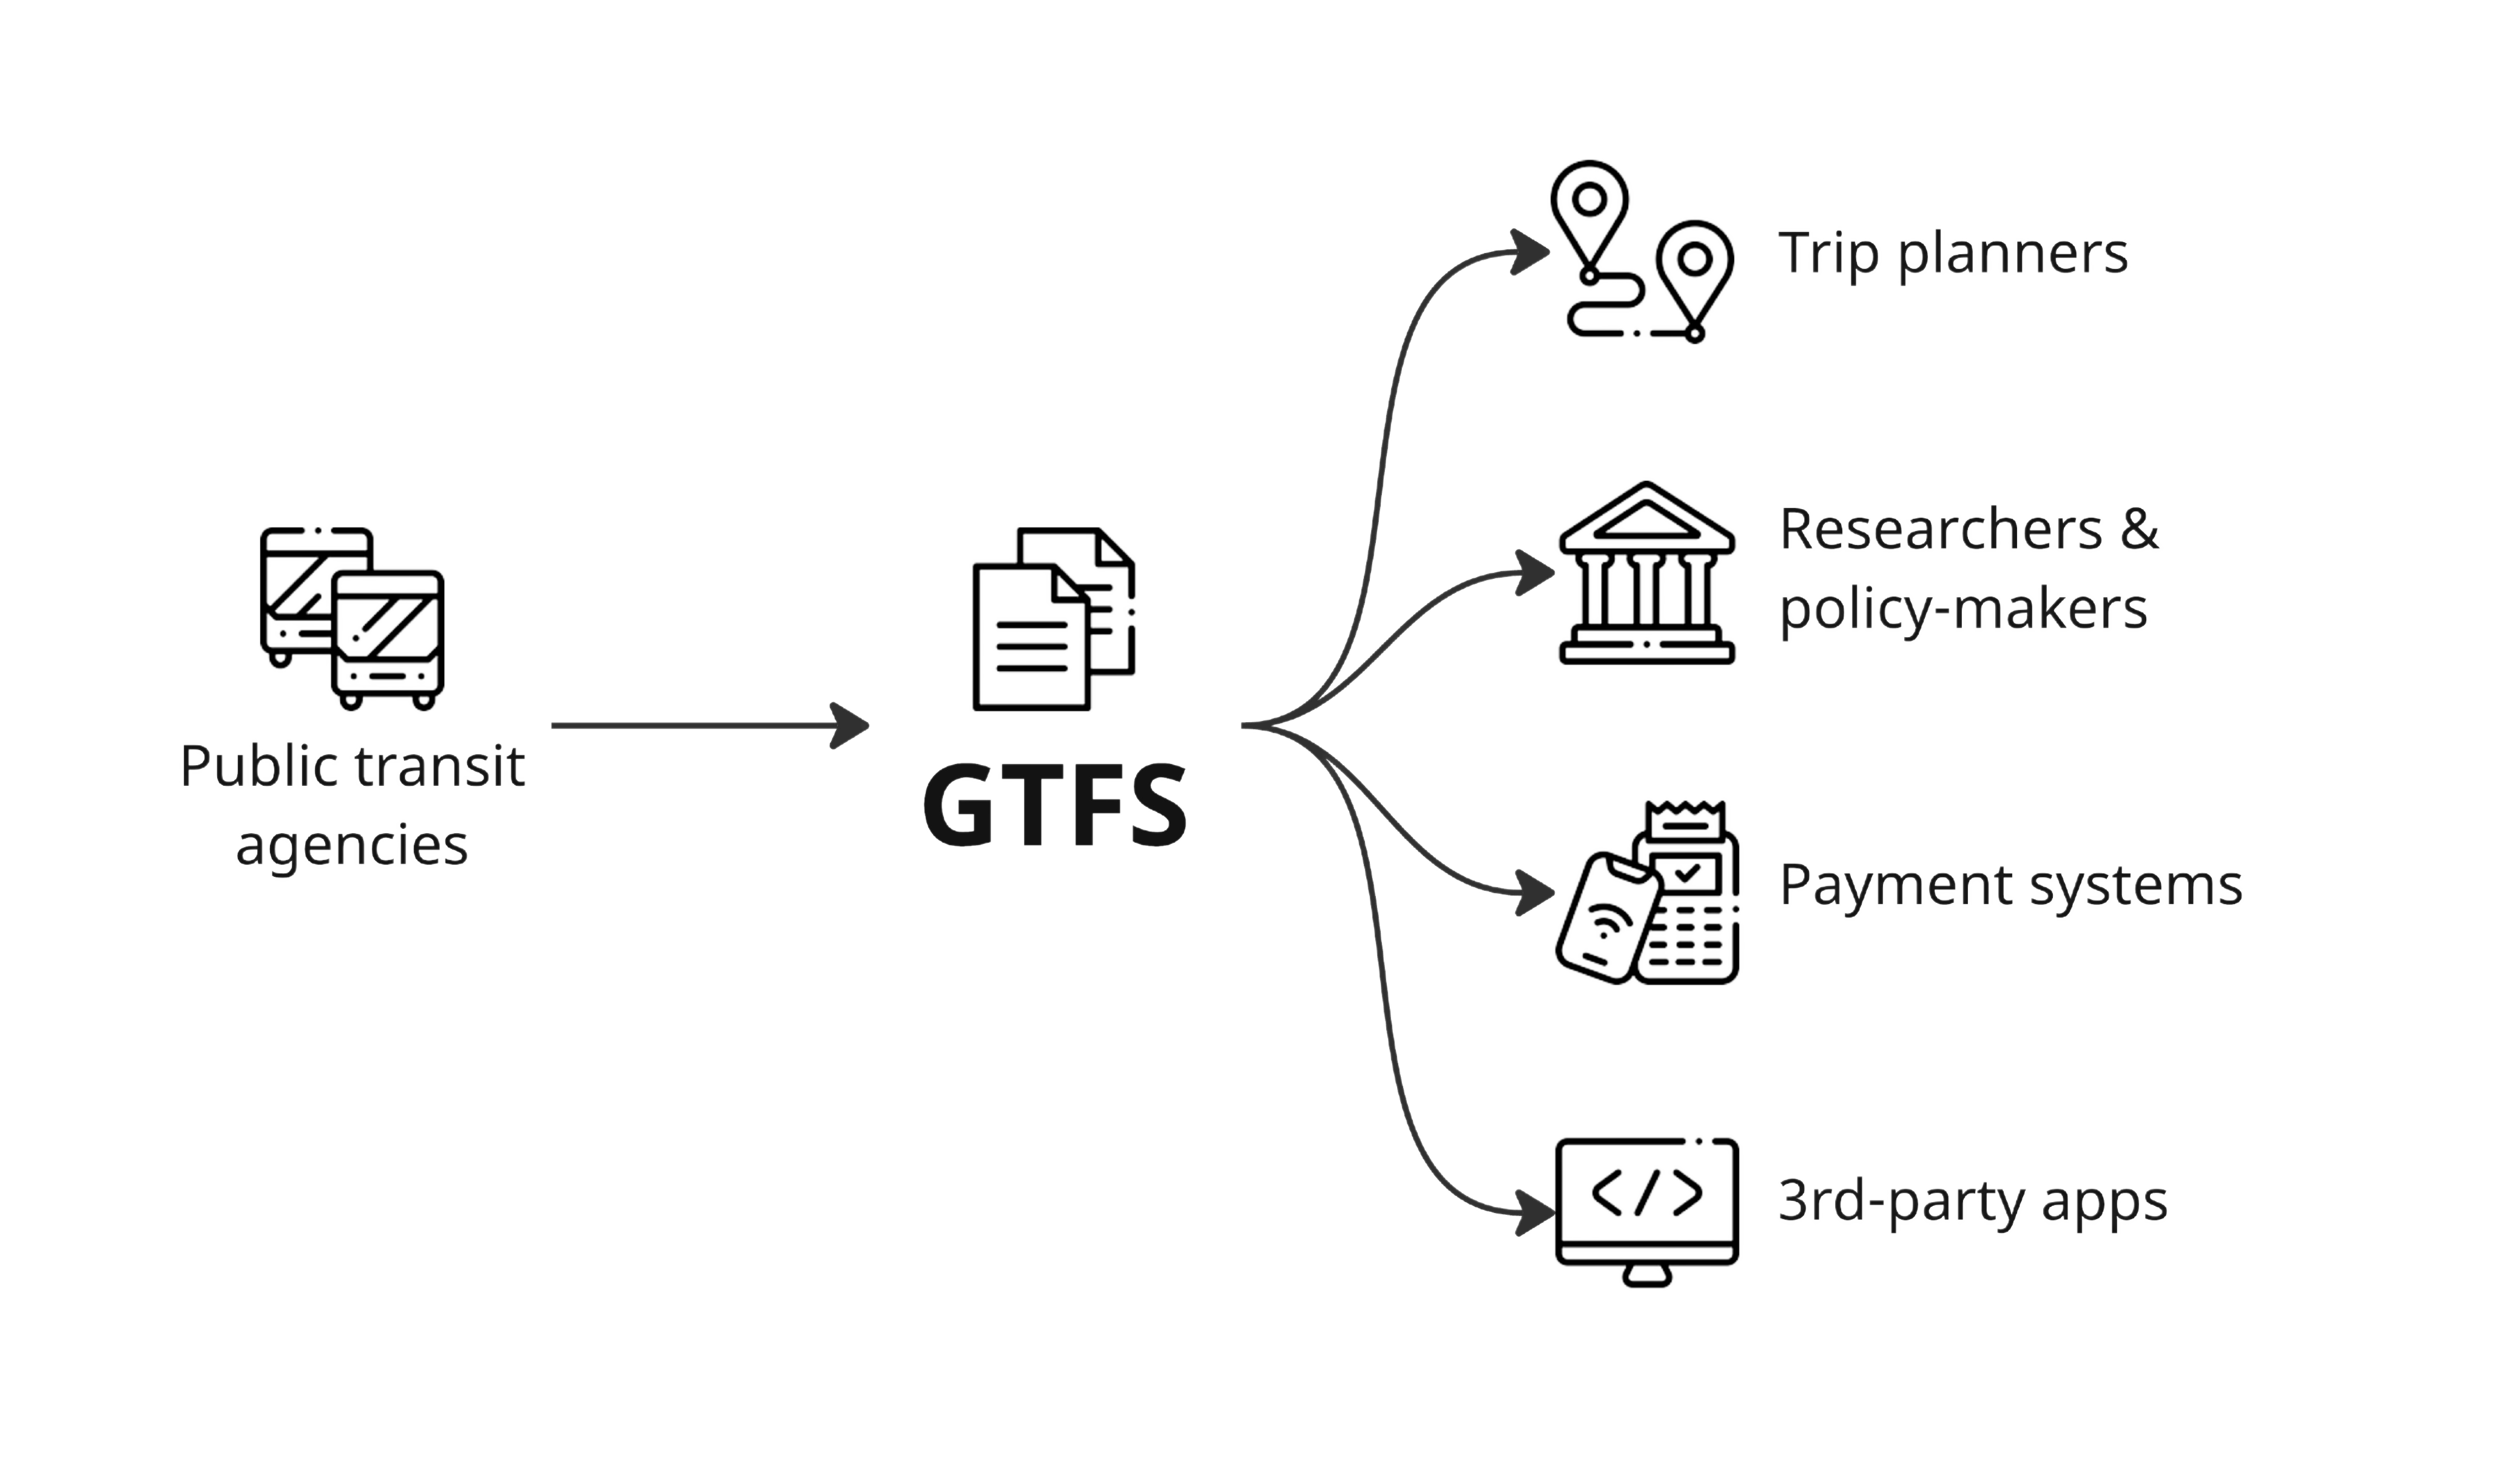 Public transit
agencies
GTFS
Trip planners
Researchers &
policy-makers
Payment systems
</>
3rd-party apps